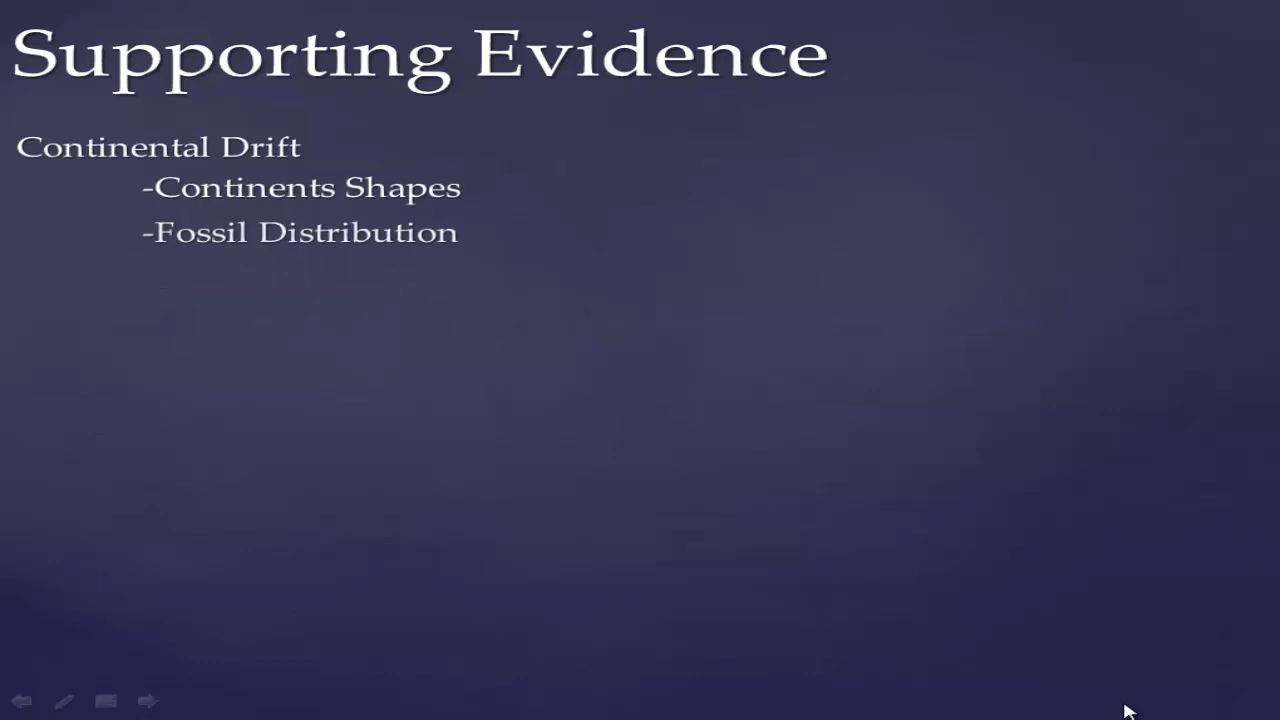 Supporting Evidence
Continental Drift
-Continents Shapes
-Fossil Distribution